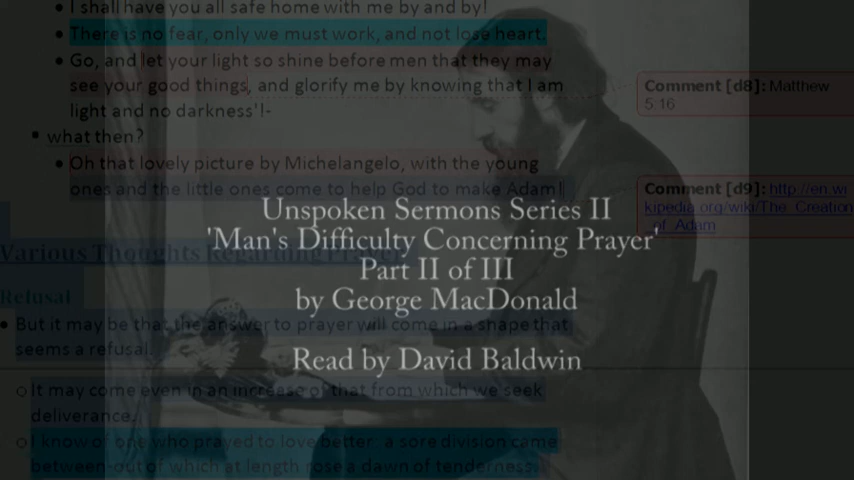 • I shall have you all safe home with me by and by!
• There is no fear, only we must work, and not lose heart.
• Go, and let your light so shine before men that they may
see your good things, and glorify me by knowing that I am
light and no darkness'!-
▪ what then?
• Oh that lovely picture by Michelangelo, with the young
ones and the little ones come to help God to make Adam!
Comment [d8]: Matthew
5:16
Comment [d9]: http://en.wi
kipedia.org/wiki/The_Creation
_of_Adam
Unspoken Sermons Series II
'Man's Difficulty Concerning Prayer'
Part II of III
by George MacDonald
Read by David Baldwin
Various Thoughts Regarding Prayer
Refusal
• But it may be that the answer to prayer will come in a shape that
seems a refusal.
o It may come even in an increase of that from which we seek
deliverance.
o I know of one who prayed to love better: a sore division came
between-out of which at length rose a dawn of tenderness.